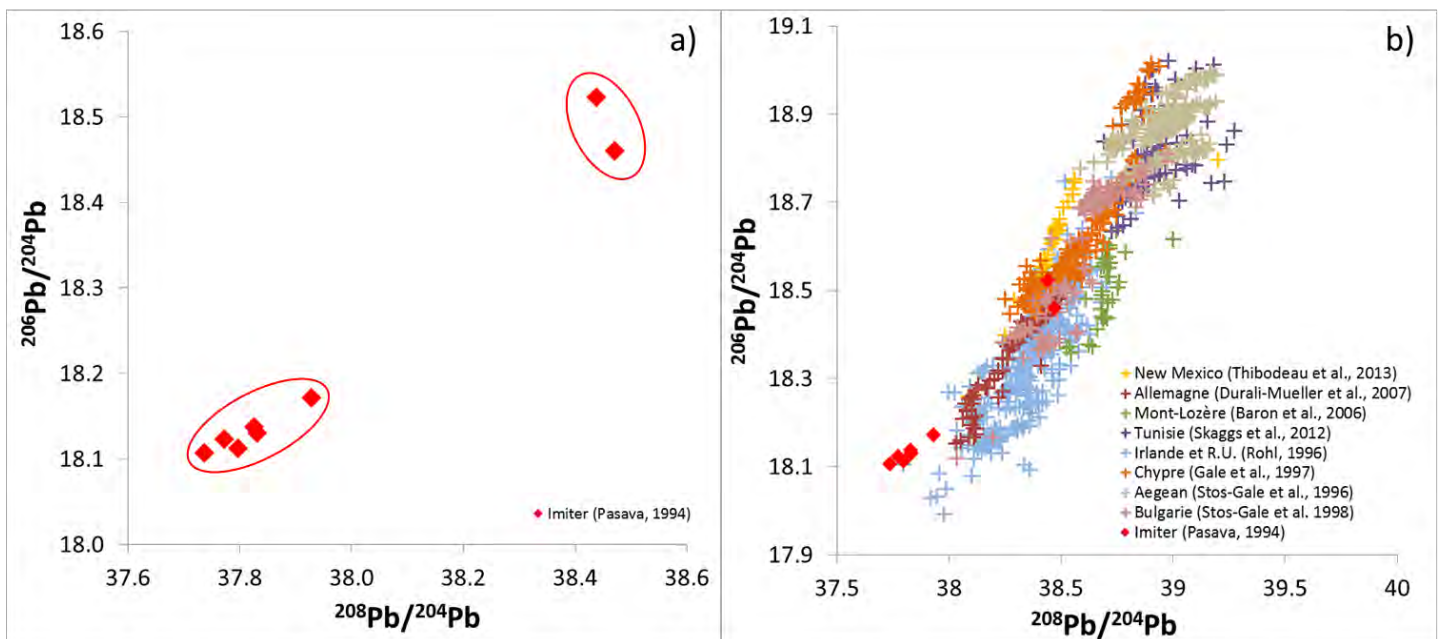 a)
18.6
18.5
18.4
18.3
18.2
18.1
18.0
²⁰⁶Pb/²⁰⁴Pb
37.6 37.8 38.0 38.2 38.4 38.6
²⁰⁸Pb/²⁰⁴Pb
Imiter (Pasava, 1994)
b)
19.1
18.9
18.7
18.5
18.3
18.1
17.9
²⁰⁶Pb/²⁰⁴Pb
37.5 38 38.5 39 39.5 40
²⁰⁸Pb/²⁰⁴Pb
New Mexico (Thibodeau et al., 2013)
Allemagne (Durali-Mueller et al., 2007)
Mont-Lozère (Baron et al., 2006)
Tunisie (Skaggs et al., 2012)
Irlande et R.U. (Rohl, 1996)
Chypre (Gale et al., 1997)
Aegean (Stos-Gale et al., 1996)
Bulgarie (Stos-Gale et al. 1998)
Imiter (Pasava, 1994)